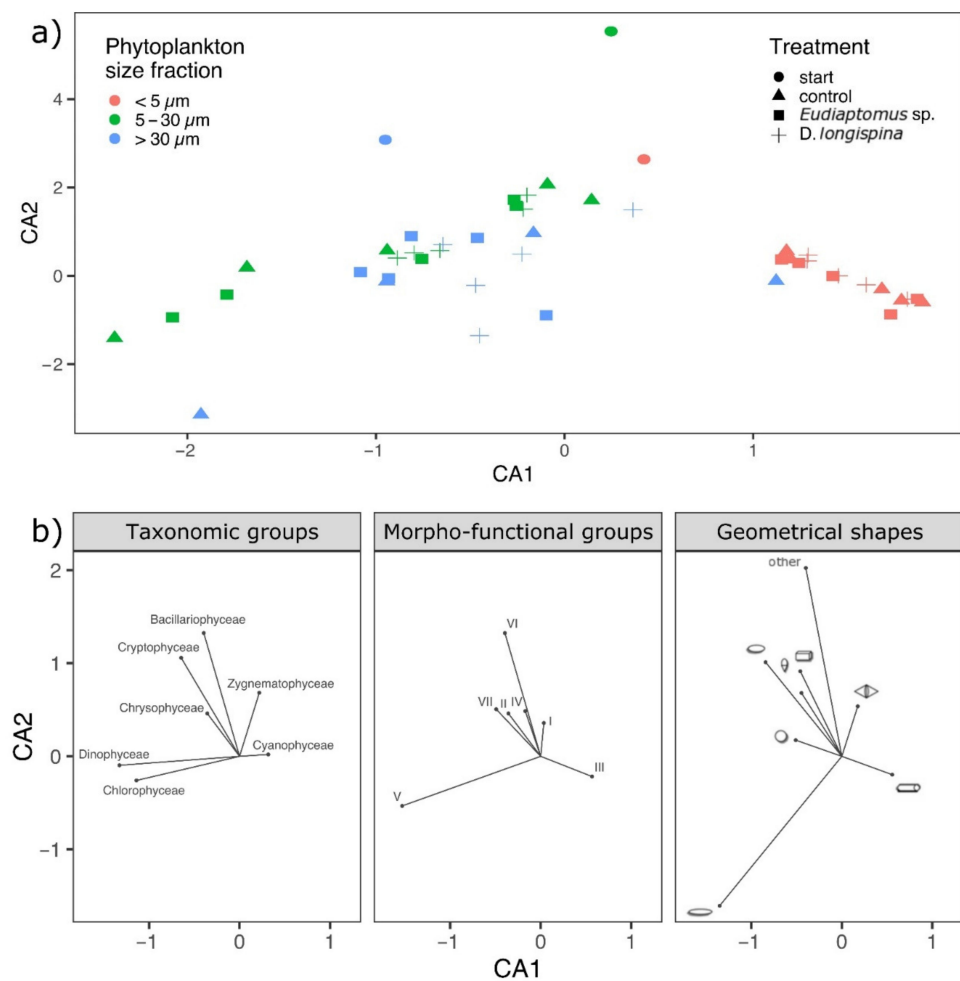 a)
Phytoplankton
size fraction
< 5 µm
5 – 30 µm
> 30 µm
Treatment
start
control
Eudiaptomus sp.
D. longispina
CA2
4
2
0
−2
−2
−1
0
1
CA1
b)
Taxonomic groups
Morpho-functional groups
Geometrical shapes
CA2
2
1
0
−1
Bacillariophyceae
Cryptophyceae
Zygnematophyceae
Chrysophyceae
Cyanophyceae
Dinophyceae
Chlorophyceae
VI
VII
II
IV
I
III
V
other
−1
0
1
−1
0
1
−1
0
1
CA1